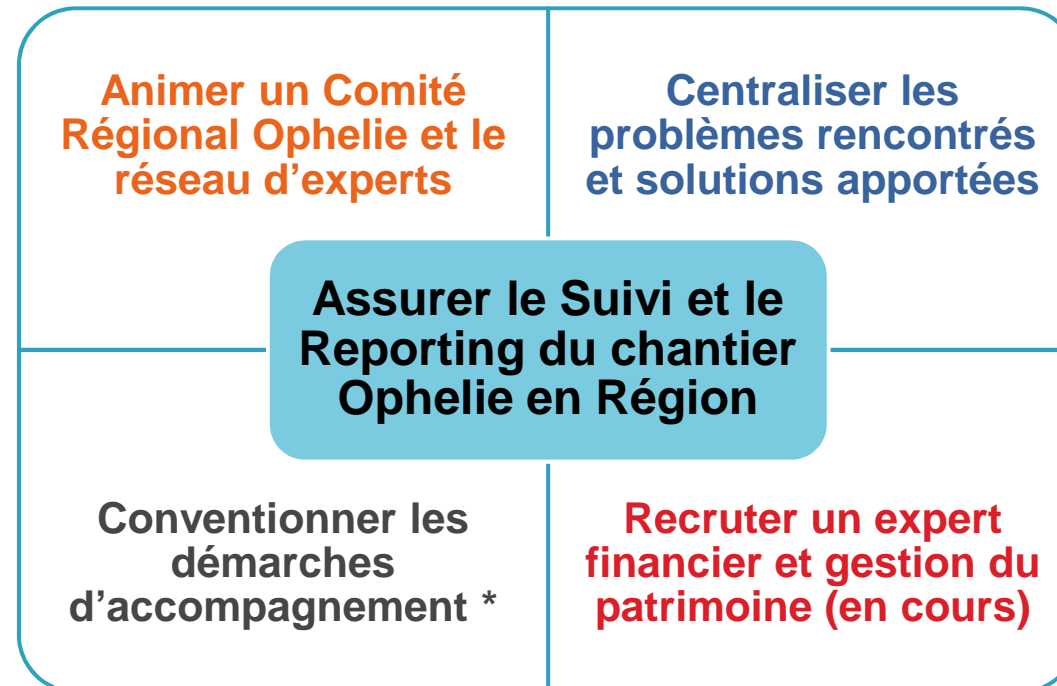 Animer un Comité
Régional Ophelie et le
réseau d’experts
Centraliser les
problèmes rencontrés
et solutions apportées
Assurer le Suivi et le
Reporting du chantier
Ophelie en Région
Conventionner les
démarches
d’accompagnement *
Recruter un expert
financier et gestion du
patrimoine (en cours)